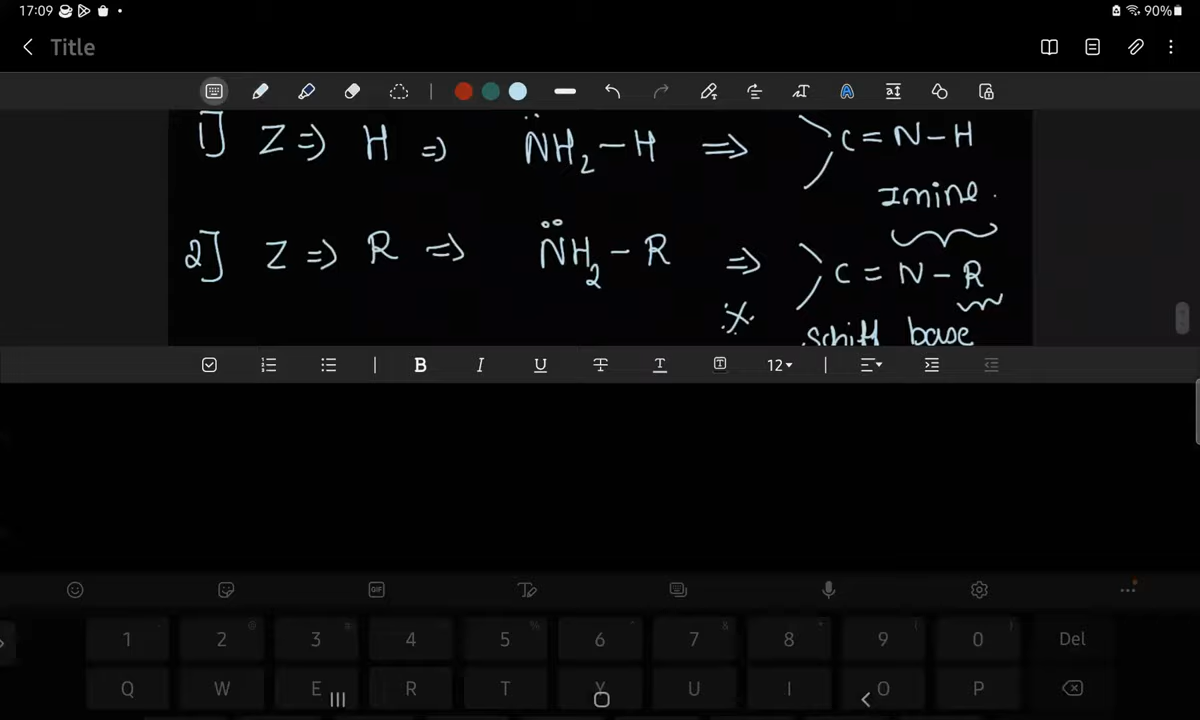 17:09 90%
Title
1] Z => H => N̈H₂-H => >C=N-H
Imine.
2] Z => R => N̈H₂-R => >C=N-R
schiff base
B I U T T T 12
GIF T
1 2 3 4 5 6 7 8 9 0 Del
Q W E R T Y U I O P